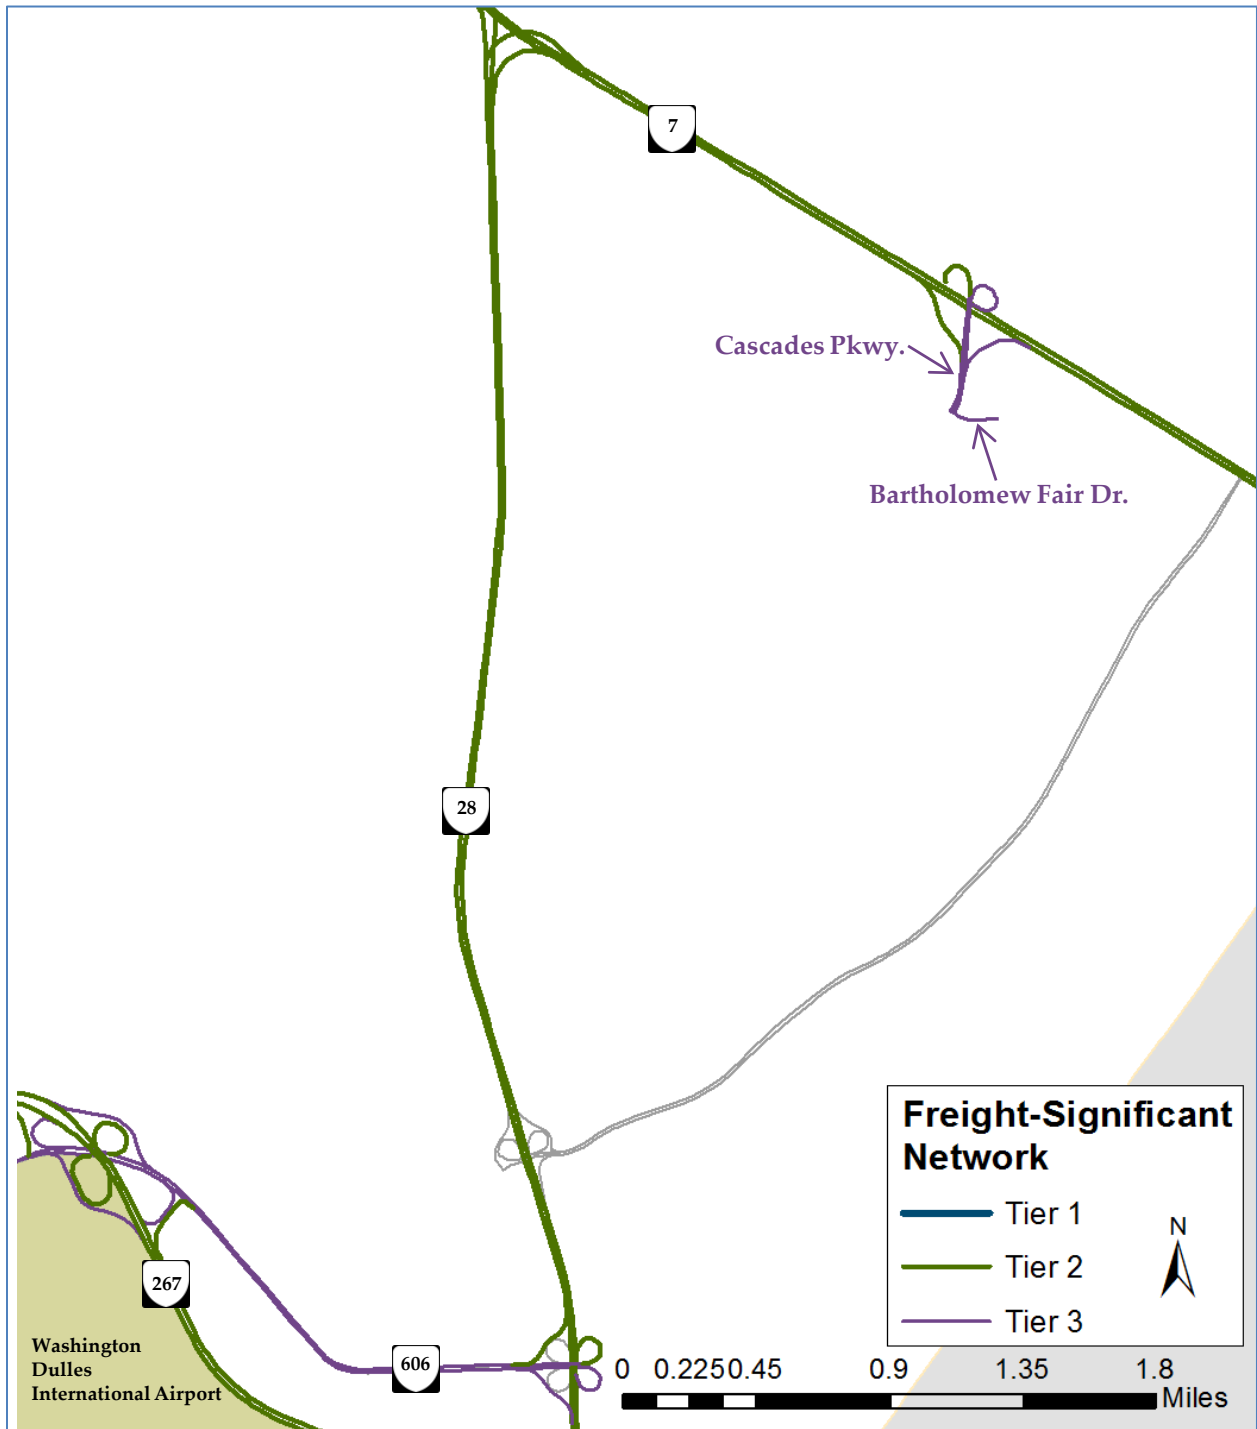 7
Cascades Pkwy.
Bartholomew Fair Dr.
28
267
Washington
Dulles
International Airport
606
Freight-Significant
Network
Tier 1
Tier 2
Tier 3
N
0 0.225 0.45 0.9 1.35 1.8
Miles